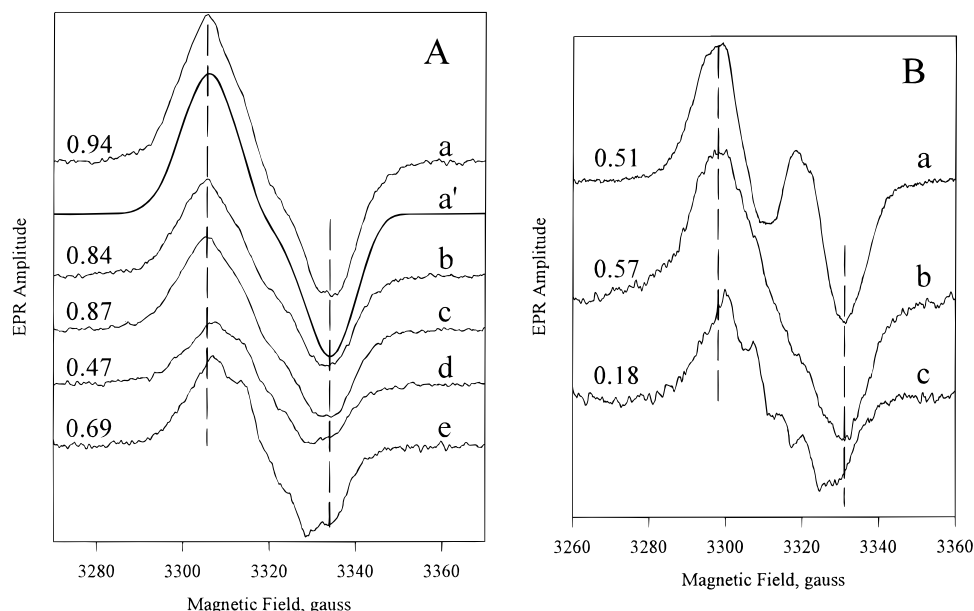 A
0.94
a
a'
0.84
b
0.87
c
0.47
d
0.69
e
EPR Amplitude
3280 3300 3320 3340 3360
Magnetic Field, gauss
B
0.51
a
0.57
b
0.18
c
EPR Amplitude
3260 3280 3300 3320 3340 3360
Magnetic Field, gauss